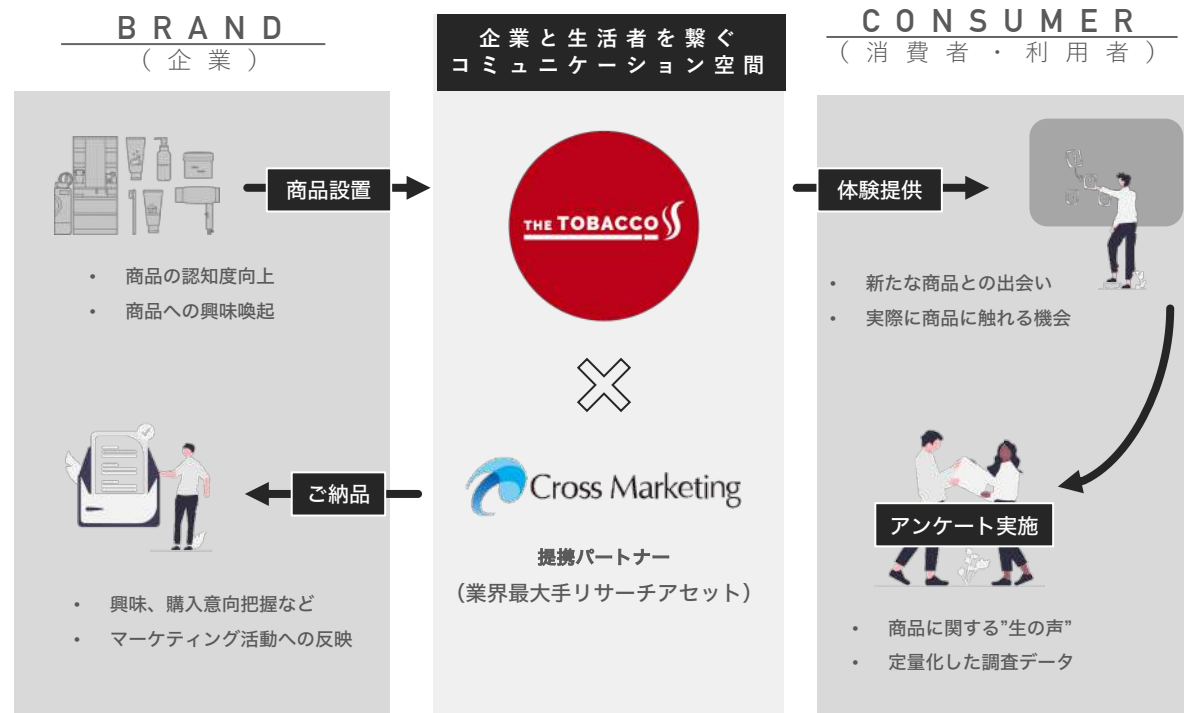 BRAND
（企業）
商品設置
・ 商品の認知度向上
・ 商品への興味喚起
ご納品
・ 興味、購入意向把握など
・ マーケティング活動への反映
企業と生活者を繋ぐ
コミュニケーション空間
THE TOBACCO
Cross Marketing
提携パートナー
（業界最大手リサーチアセット）
CONSUMER
（消費者・利用者）
体験提供
・ 新たな商品との出会い
・ 実際に商品に触れる機会
アンケート実施
・ 商品に関する”生の声”
・ 定量化した調査データ